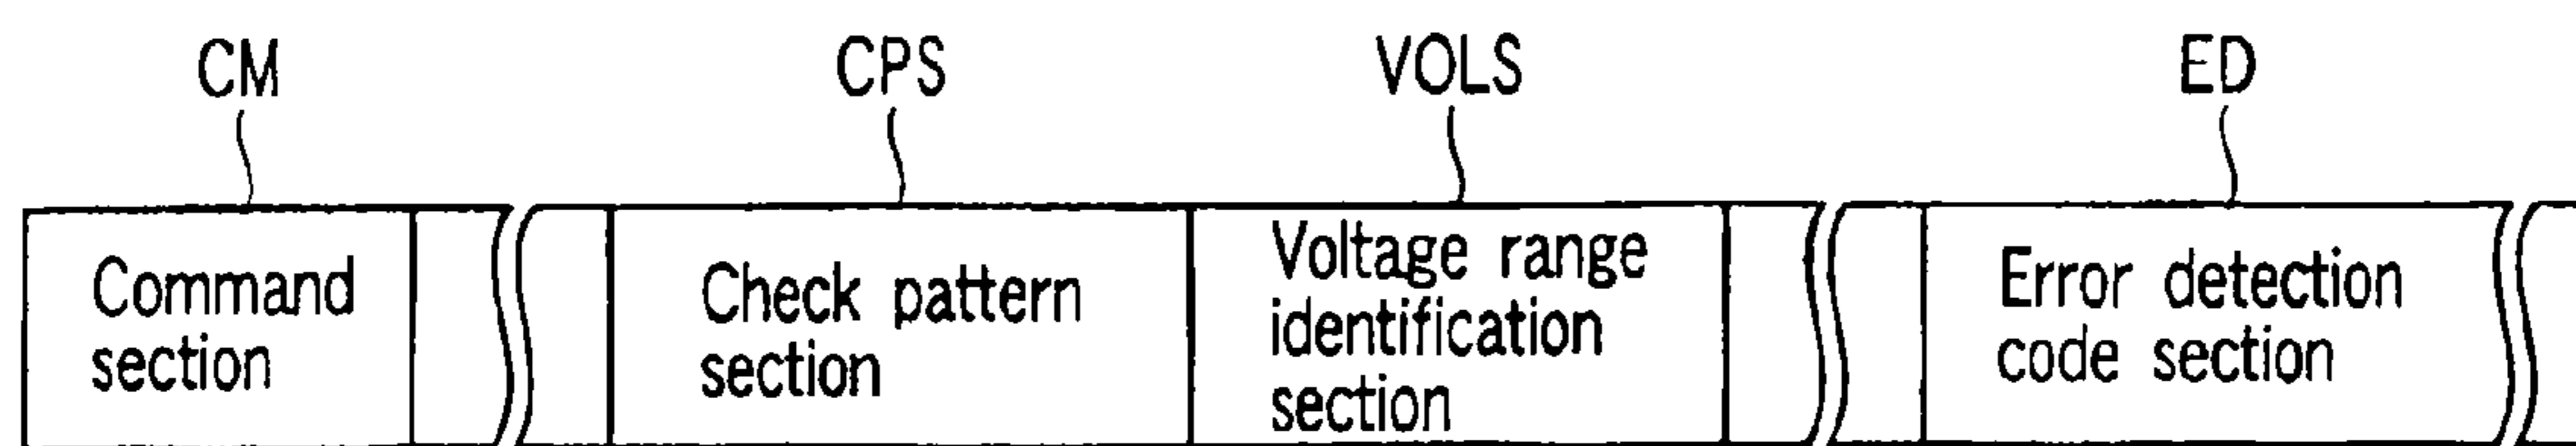 CM
CPS
VOLS
ED
Command
section
Check pattern
section
Voltage range
identification
section
Error detection
code section